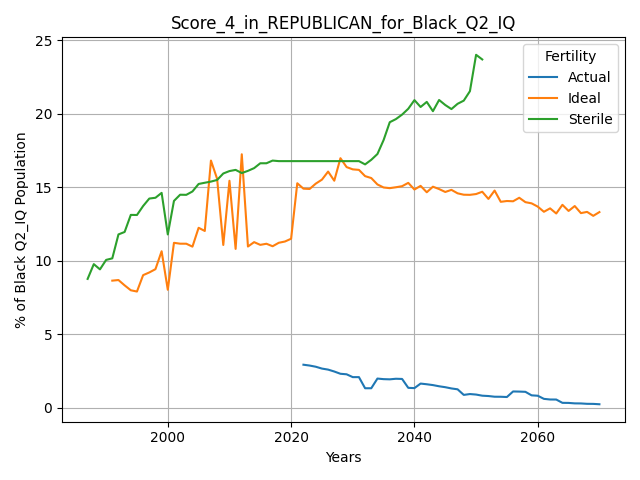 Score_4_in_REPUBLICAN_for_Black_Q2_IQ
Fertility
Actual
Ideal
Sterile
% of Black Q2_IQ Population
25
20
15
10
5
0
2000
2020
2040
2060
Years